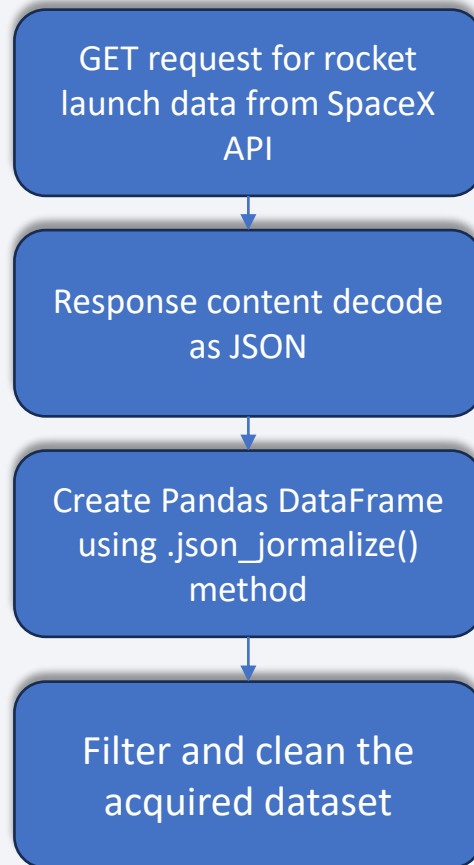 GET request for rocket
launch data from SpaceX
API
Response content decode
as JSON
Create Pandas DataFrame
using .json_jormalize()
method
Filter and clean the
acquired dataset